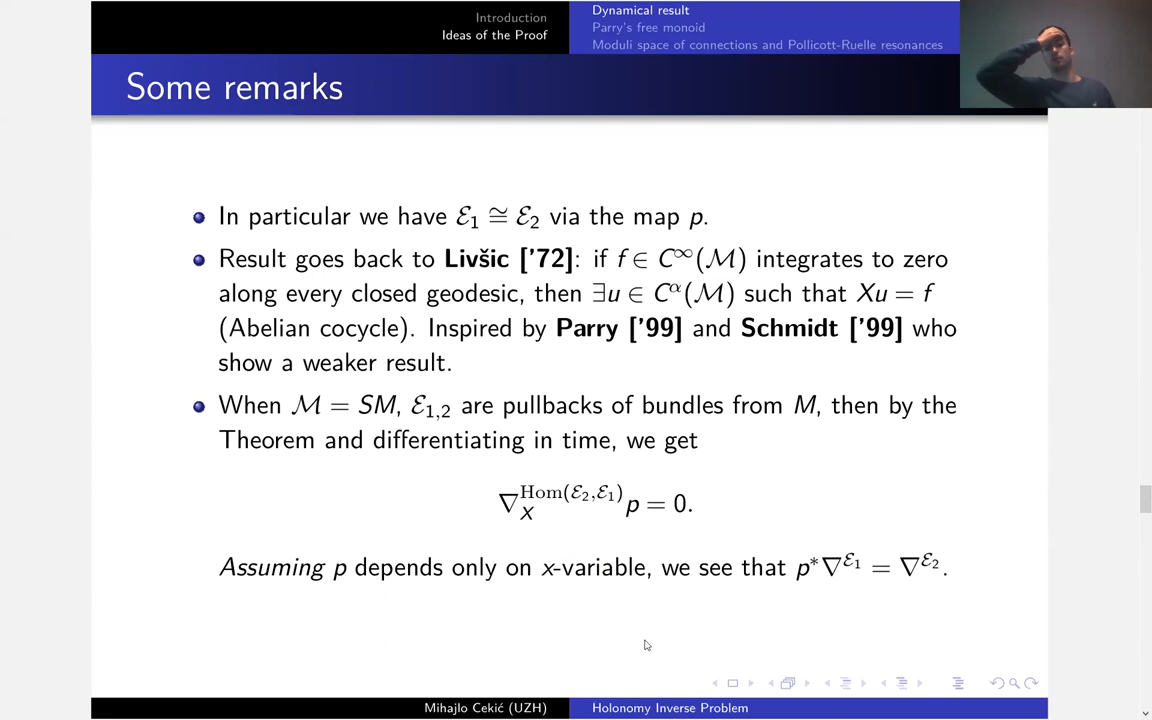 Introduction
Ideas of the Proof
Dynamical result
Parry's free monoid
Moduli space of connections and Pollicott-Ruelle resonances
Some remarks
In particular we have ℰ₁ ≅ ℰ₂ via the map p.
Result goes back to Livšic ['72]: if f ∈ C^∞(ℳ) integrates to zero
along every closed geodesic, then ∃u ∈ C^α(ℳ) such that Xu = f
(Abelian cocycle). Inspired by Parry ['99] and Schmidt ['99] who
show a weaker result.
When ℳ = SM, ℰ₁,₂ are pullbacks of bundles from M, then by the
Theorem and differentiating in time, we get
∇_X^{Hom(ℰ₂,ℰ₁)} p = 0.
Assuming p depends only on x-variable, we see that p*∇^{ℰ₁} = ∇^{ℰ₂}.
Mihajlo Cekić (UZH)
Holonomy Inverse Problem